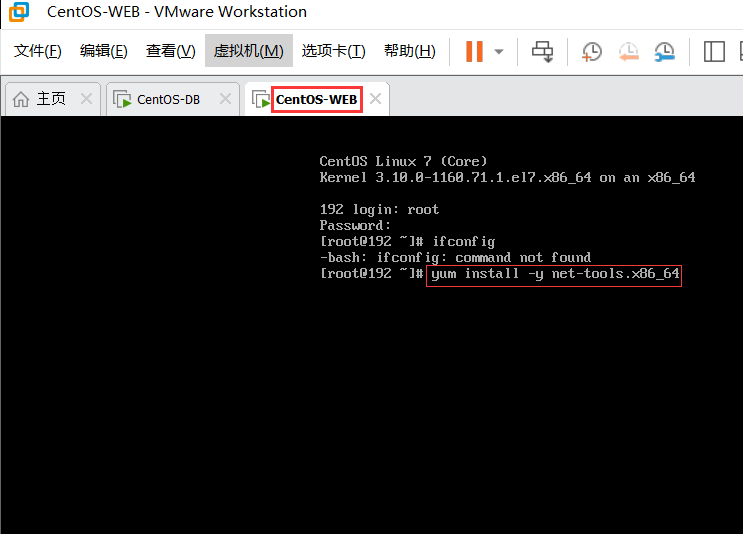 CentOS-WEB - VMware Workstation
文件(F) 编辑(E) 查看(V) 虚拟机(M) 选项卡(T) 帮助(H)
主页 CentOS-DB CentOS-WEB
CentOS Linux 7 (Core)
Kernel 3.10.0-1160.71.1.el7.x86_64 on an x86_64
192 login: root
Password:
[root@192 ~]# ifconfig
-bash: ifconfig: command not found
[root@192 ~]# yum install -y net-tools.x86_64